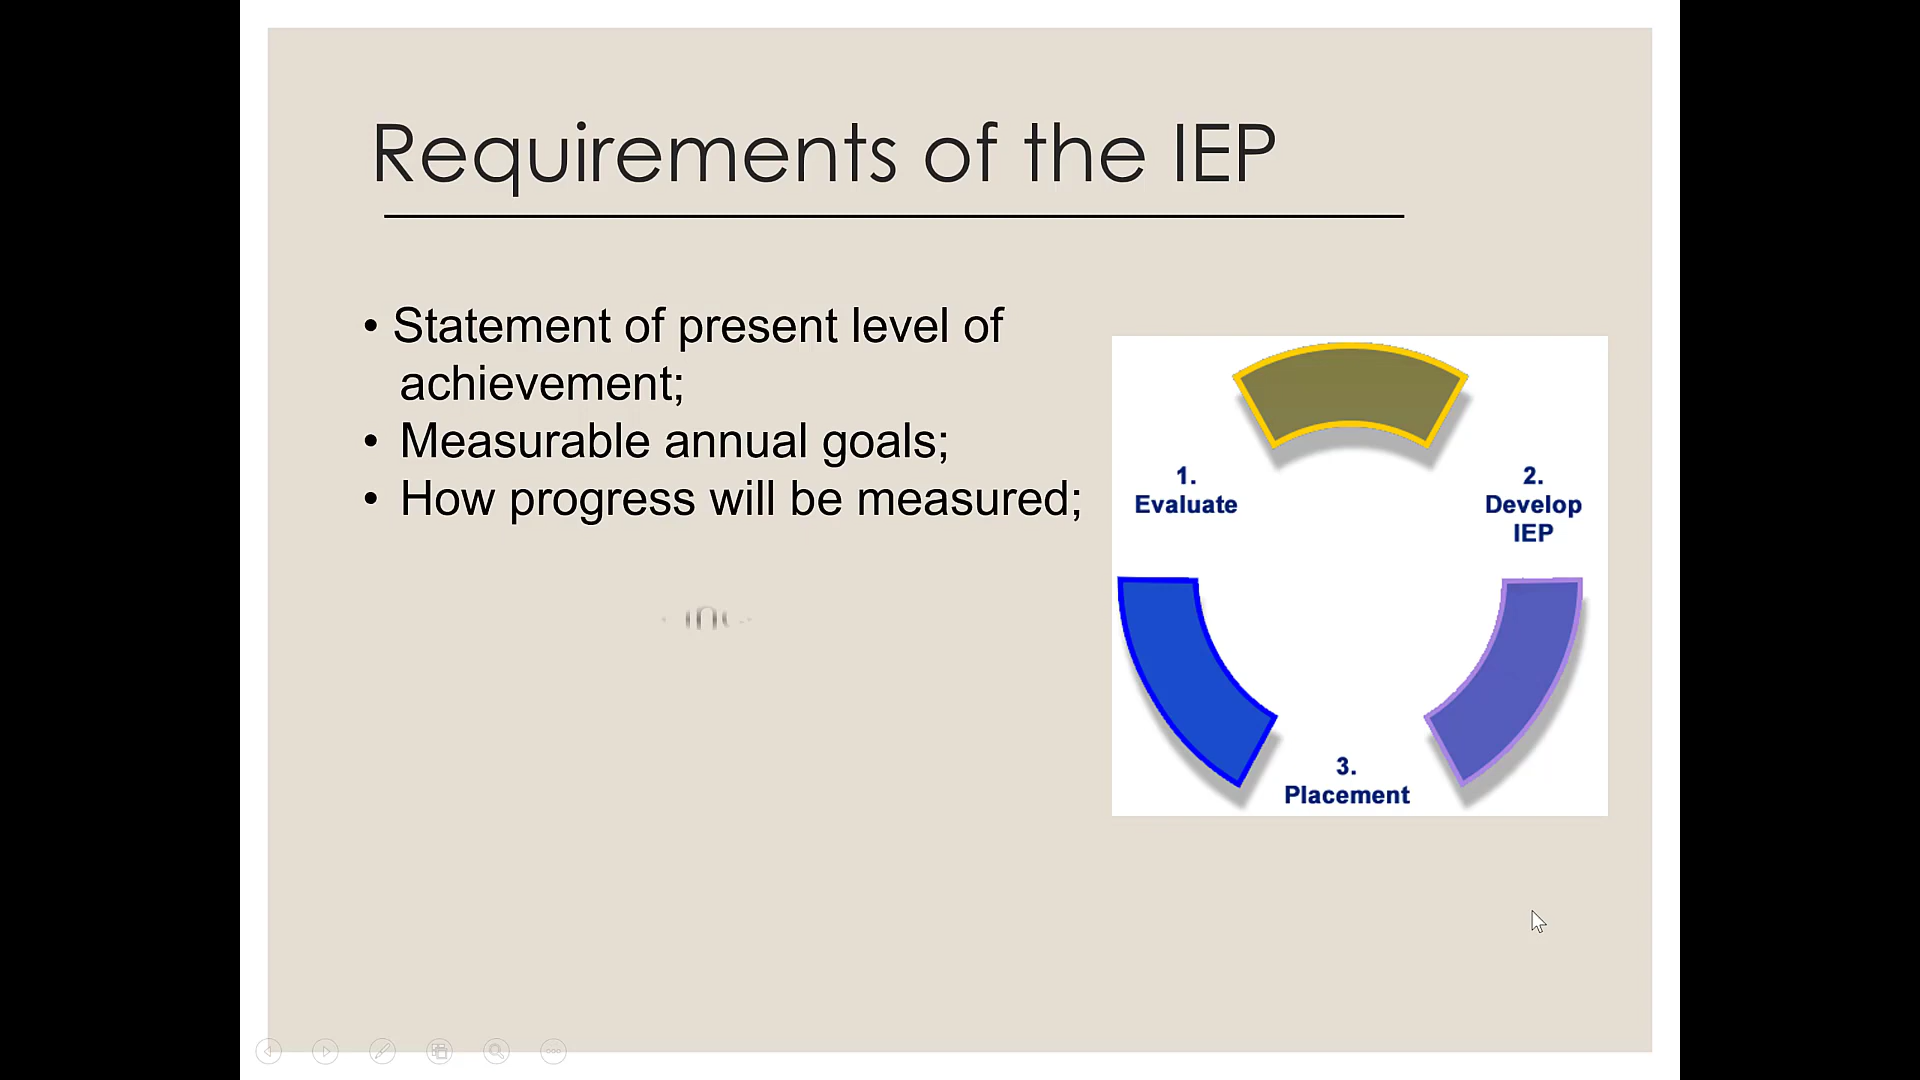 Requirements of the IEP
• Statement of present level of
achievement;
• Measurable annual goals;
• How progress will be measured;
1.
Evaluate
2.
Develop
IEP
3.
Placement